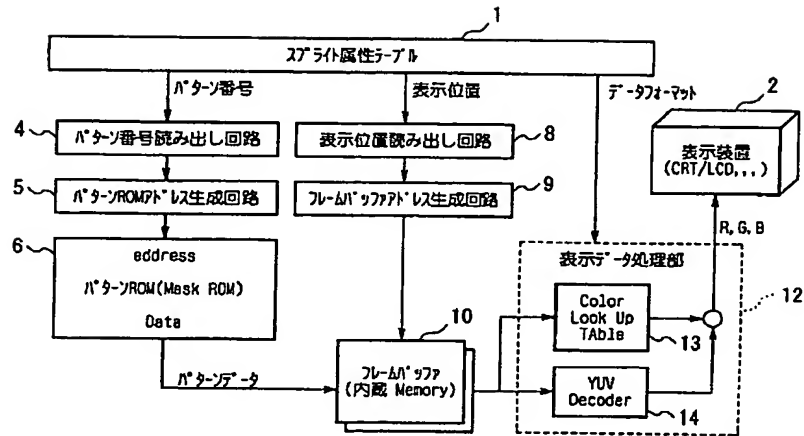 1
スプライト属性テーブル
パターン番号
表示位置
データフォーマット
2
4
パターン番号読み出し回路
表示位置読み出し回路
8
表示装置
(CRT/LCD,,,)
5
パターンROMアドレス生成回路
フレームバッファアドレス生成回路
9
R,G,B
6
address
パターンROM(Mask ROM)
Data
表示データ処理部
12
Color
Look Up
TAble
13
10
フレームバッファ
(内蔵 Memory)
パターンデータ
YUV
Decoder
14